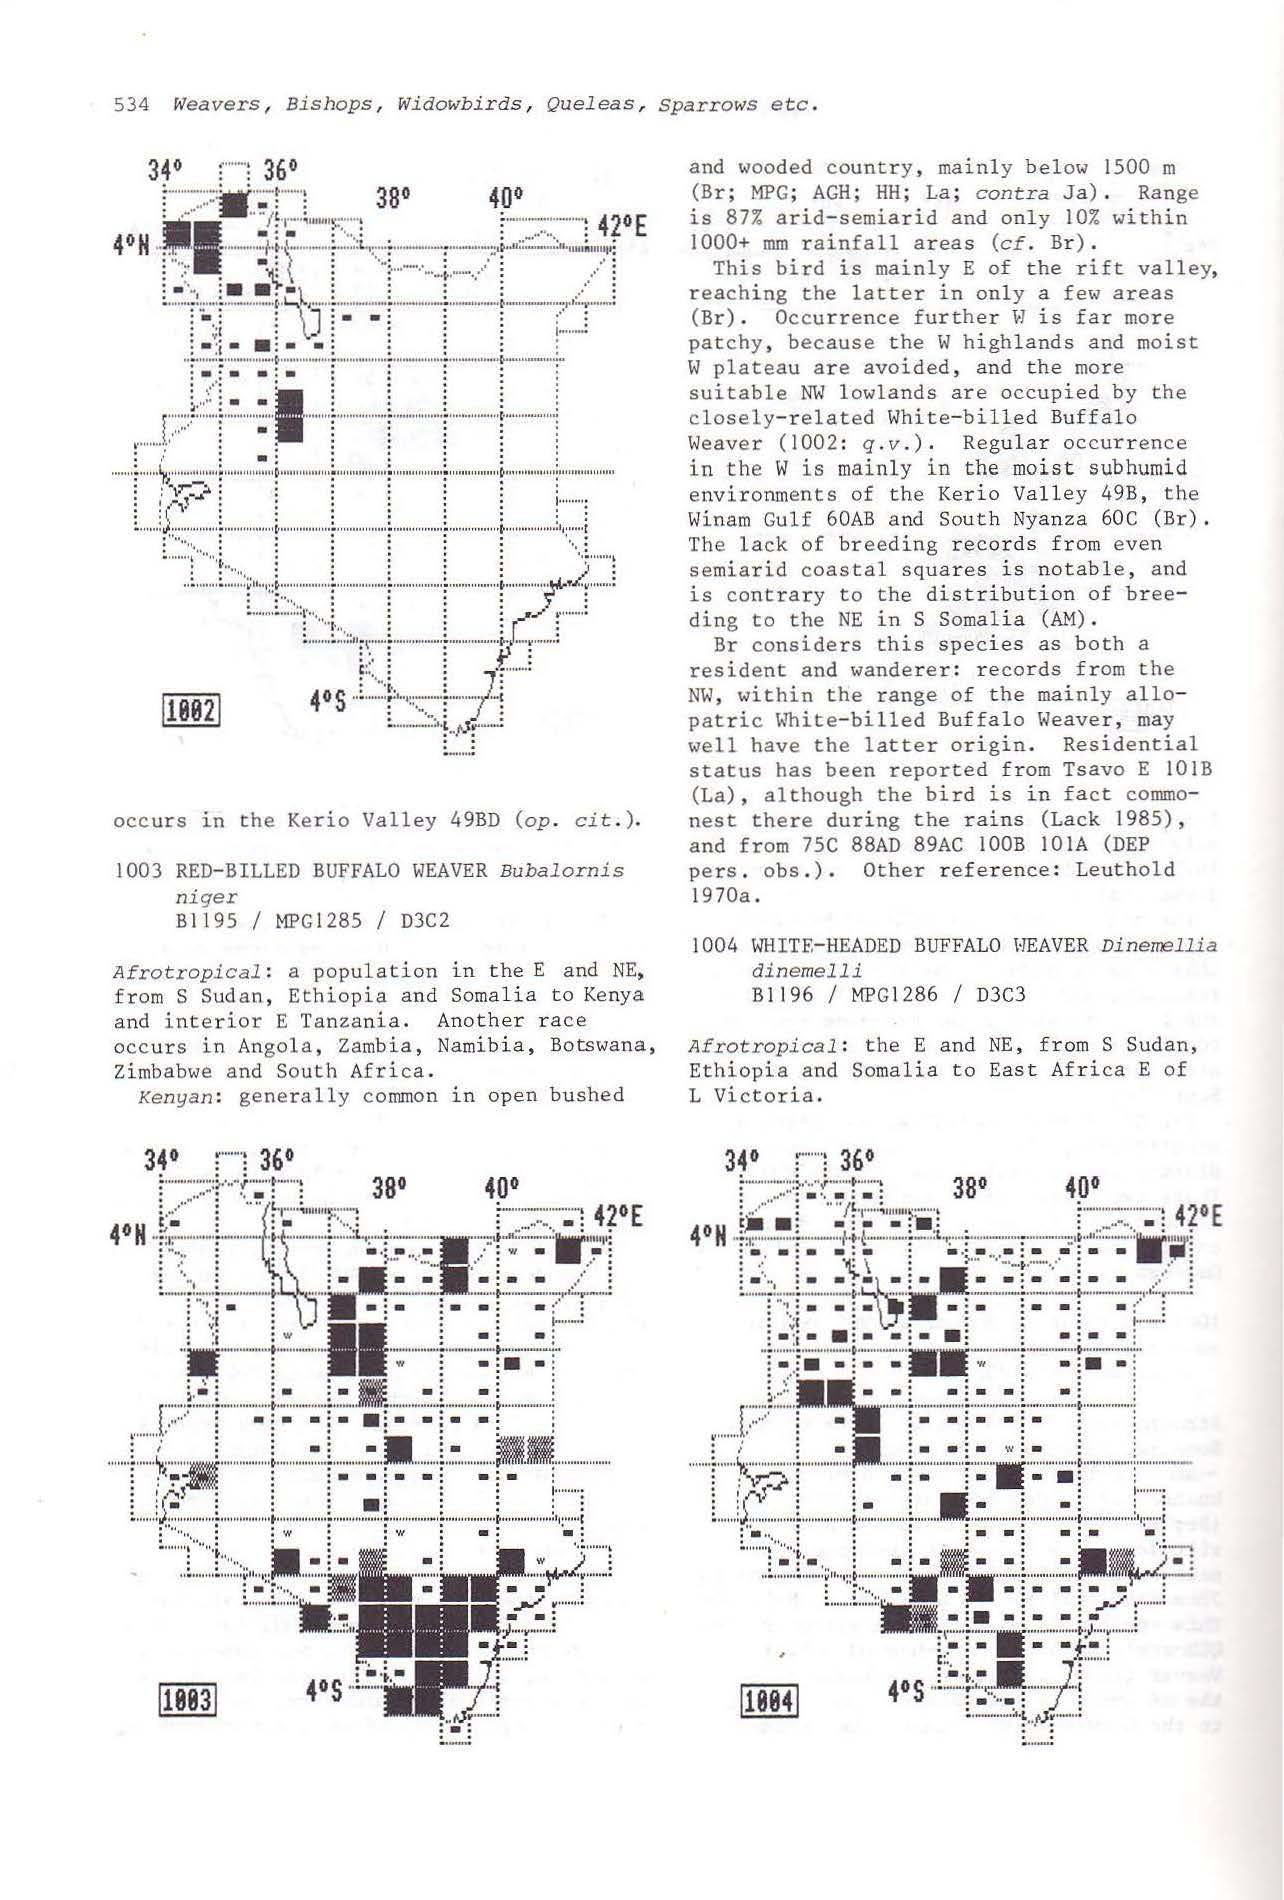 534 Weavers, Bishops, Widowbirds, Queleas, Sparrows etc.
34° 36°
38° 40°
42°E
4°N
4°S
1002
occurs in the Kerio Valley 49BD (op. cit.).
1003 RED-BILLED BUFFALO WEAVER Bubalornis
niger
B1195 / MPG1285 / D3C2
Afrotropical: a population in the E and NE,
from S Sudan, Ethiopia and Somalia to Kenya
and interior E Tanzania. Another race
occurs in Angola, Zambia, Namibia, Botswana,
Zimbabwe and South Africa.
Kenyan: generally common in open bushed
and wooded country, mainly below 1500 m
(Br; MPG; AGH; HH; La; contra Ja). Range
is 87% arid-semiarid and only 10% within
1000+ mm rainfall areas (cf. Br).
This bird is mainly E of the rift valley,
reaching the latter in only a few areas
(Br). Occurrence further W is far more
patchy, because the W highlands and moist
W plateau are avoided, and the more
suitable NW lowlands are occupied by the
closely-related White-billed Buffalo
Weaver (1002: q.v.). Regular occurrence
in the W is mainly in the moist subhumid
environments of the Kerio Valley 49B, the
Winam Gulf 60AB and South Nyanza 60C (Br).
The lack of breeding records from even
semiarid coastal squares is notable, and
is contrary to the distribution of bree-
ding to the NE in S Somalia (AM).
Br considers this species as both a
resident and wanderer: records from the
NW, within the range of the mainly allo-
patric White-billed Buffalo Weaver, may
well have the latter origin. Residential
status has been reported from Tsavo E 101B
(La), although the bird is in fact commo-
nest there during the rains (Lack 1985),
and from 75C 88AD 89AC 100B 101A (DEP
pers. obs.). Other reference: Leuthold
1970a.
1004 WHITE-HEADED BUFFALO WEAVER Dinemellia
dinemelli
B1196 / MPG1286 / D3C3
Afrotropical: the E and NE, from S Sudan,
Ethiopia and Somalia to East Africa E of
L Victoria.
34° 36°
38° 40°
42°E
4°N
4°S
1003
34° 36°
38° 40°
42°E
4°N
4°S
1004